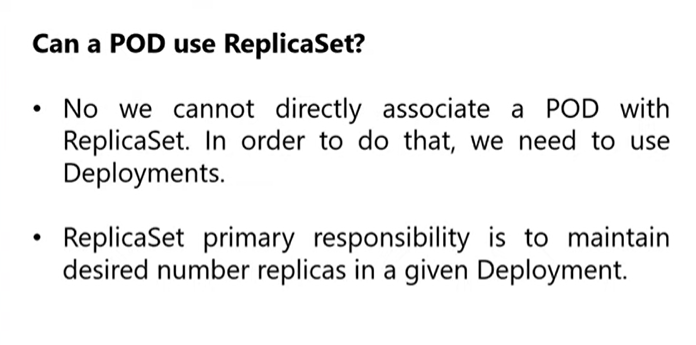 Can a POD use ReplicaSet?
• No we cannot directly associate a POD with
ReplicaSet. In order to do that, we need to use
Deployments.
• ReplicaSet primary responsibility is to maintain
desired number replicas in a given Deployment.